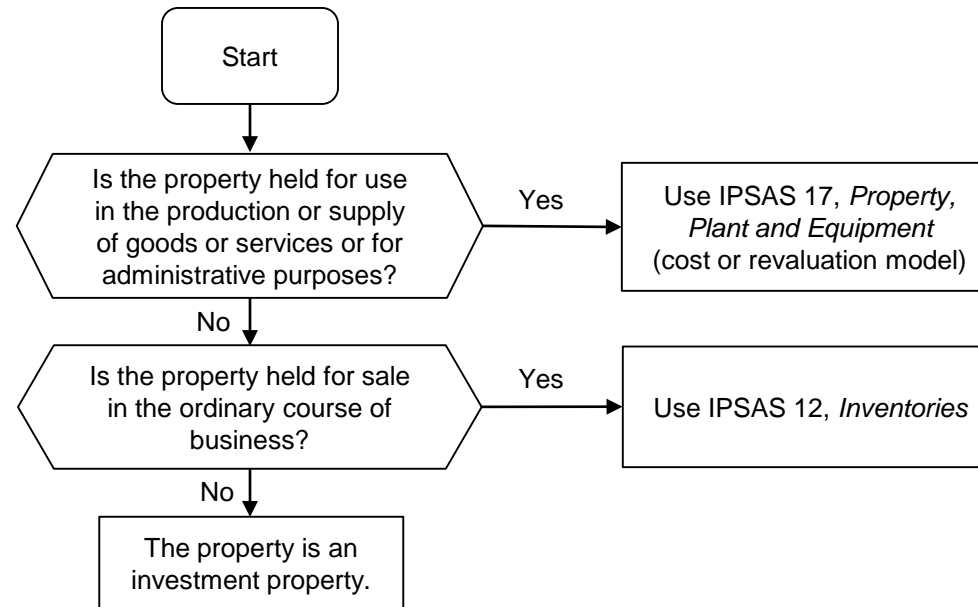 Start
Is the property held for use
in the production or supply
of goods or services or for
administrative purposes?
Yes
Use IPSAS 17, Property,
Plant and Equipment
(cost or revaluation model)
No
Is the property held for sale
in the ordinary course of
business?
Yes
Use IPSAS 12, Inventories
No
The property is an
investment property.